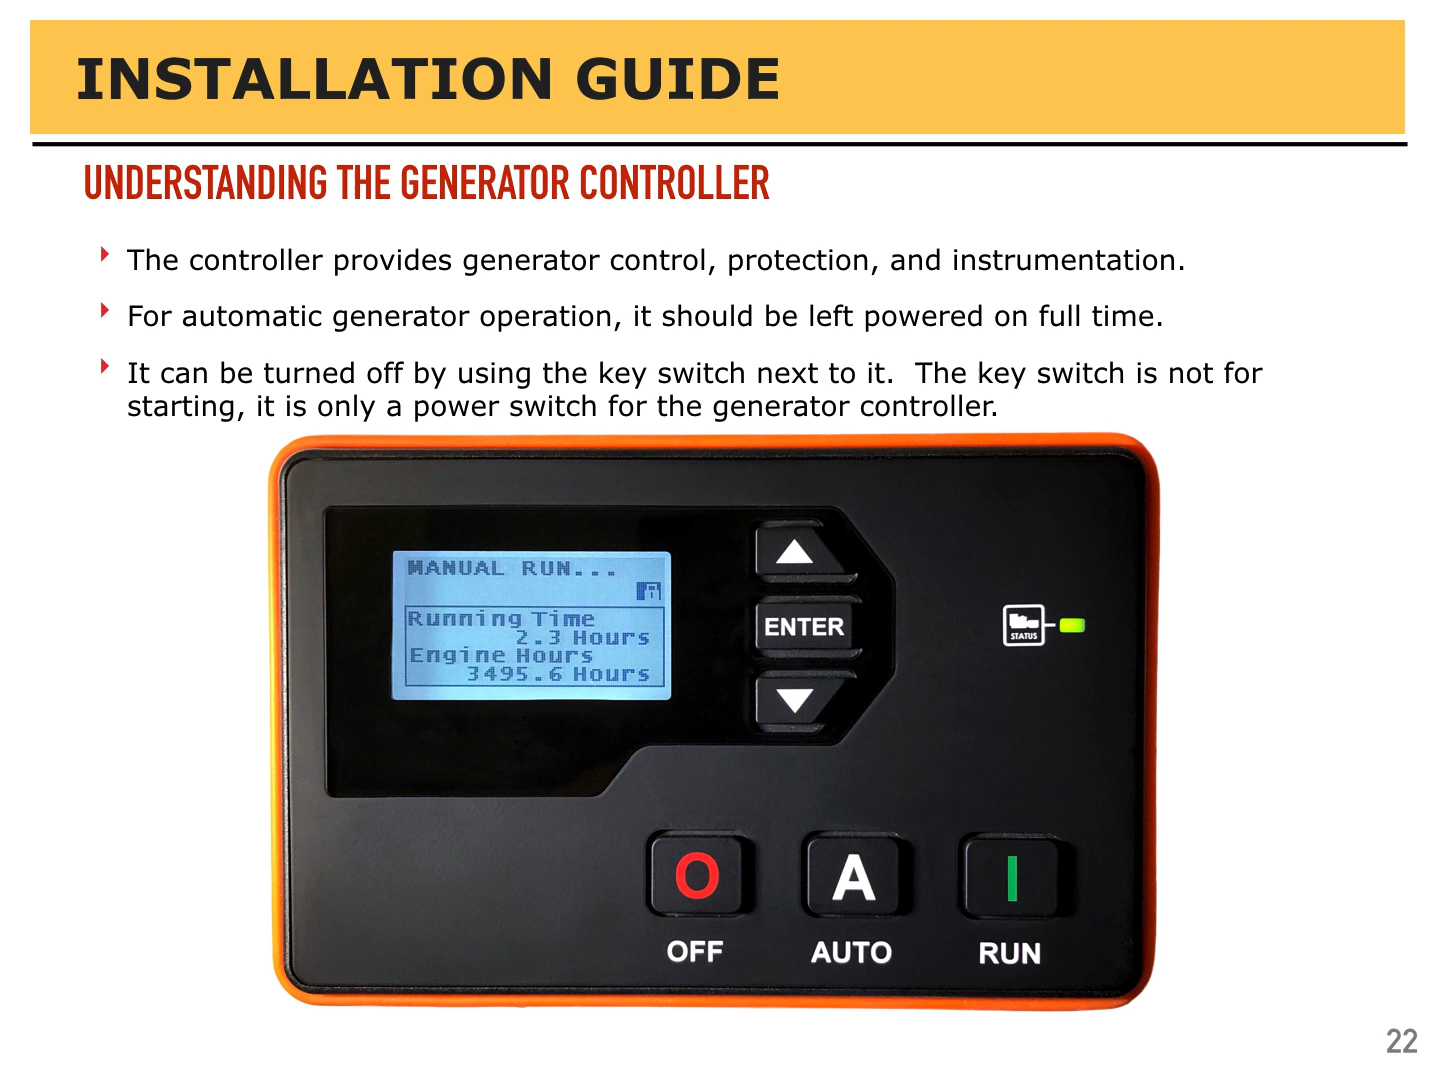 INSTALLATION GUIDE
UNDERSTANDING THE GENERATOR CONTROLLER
The controller provides generator control, protection, and instrumentation.
For automatic generator operation, it should be left powered on full time.
It can be turned off by using the key switch next to it.  The key switch is not for
starting, it is only a power switch for the generator controller.
MANUAL RUN...
Running Time
2.3 Hours
Engine Hours
3495.6 Hours
ENTER
STATUS
O
A
I
OFF
AUTO
RUN
22